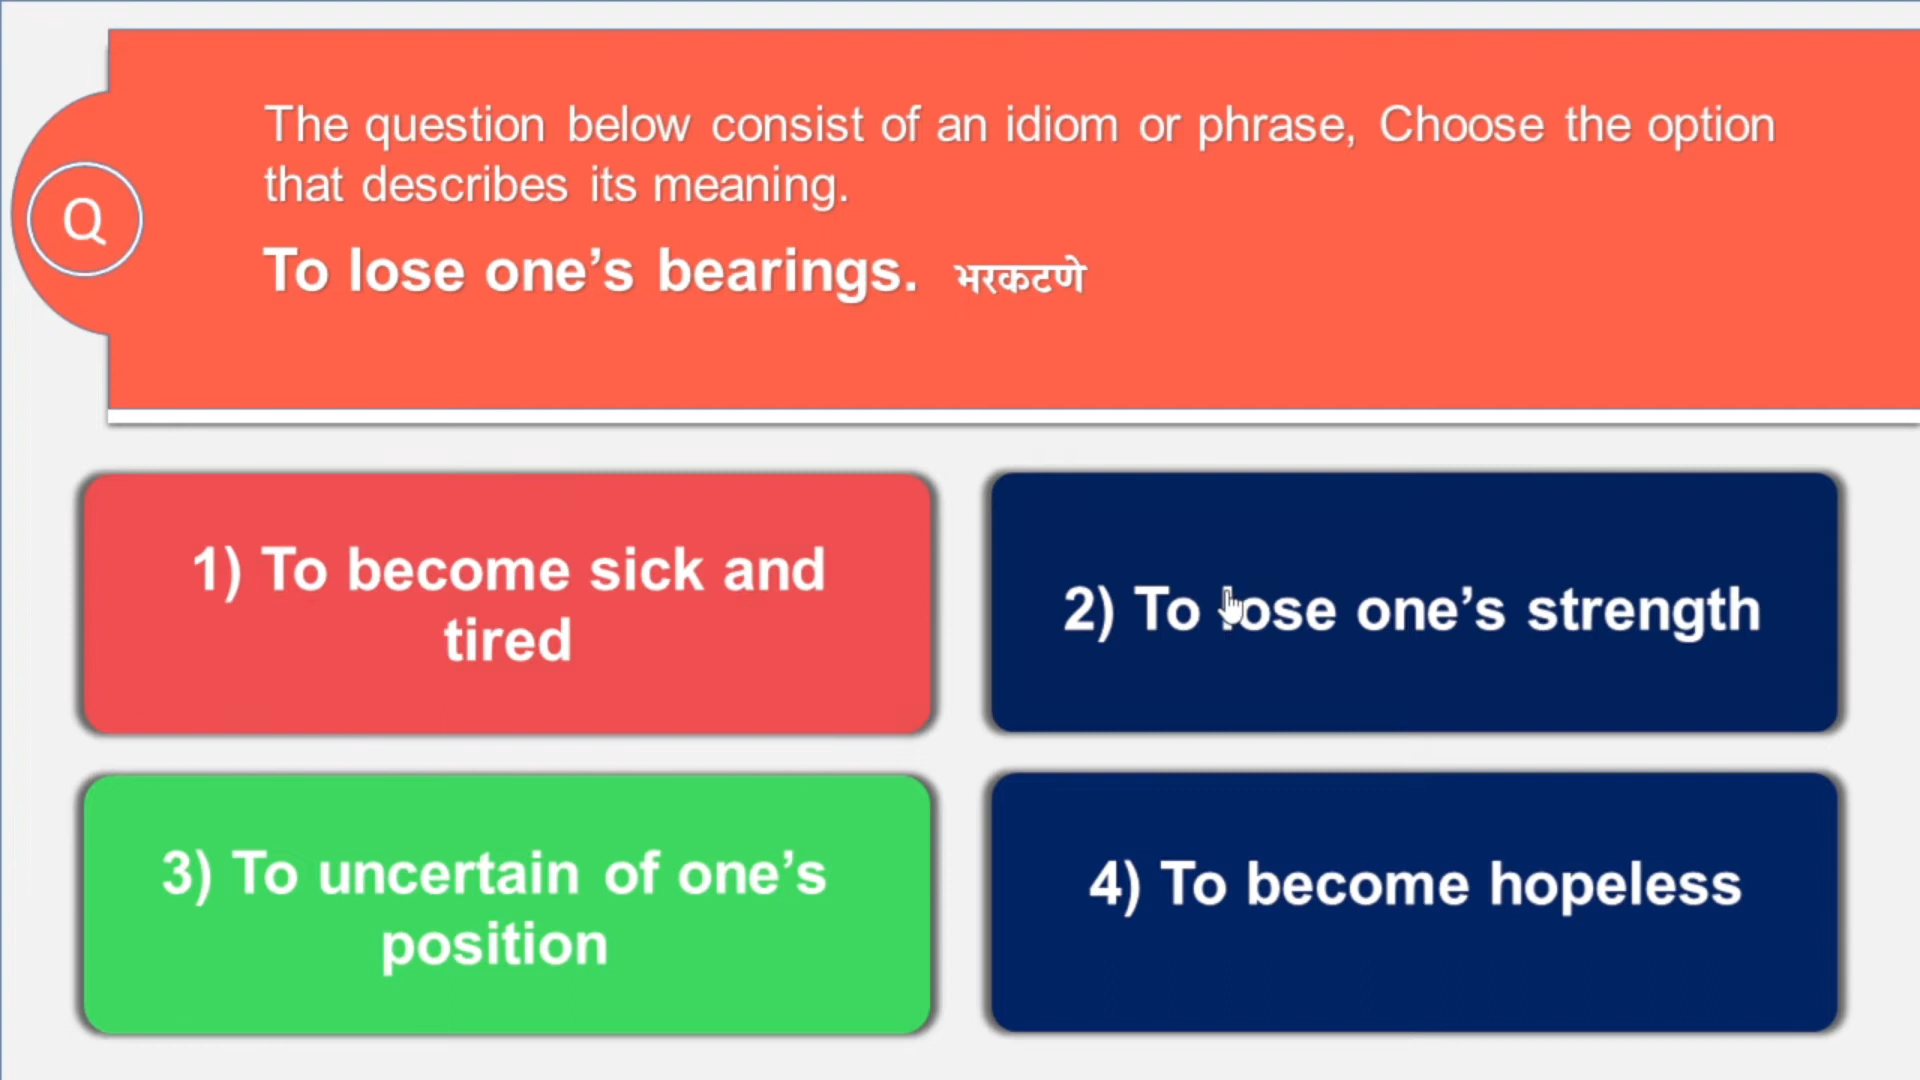 The question below consist of an idiom or phrase, Choose the option
that describes its meaning.
Q
To lose one’s bearings. भरकटणे
1) To become sick and
tired
2) To lose one’s strength
3) To uncertain of one’s
position
4) To become hopeless